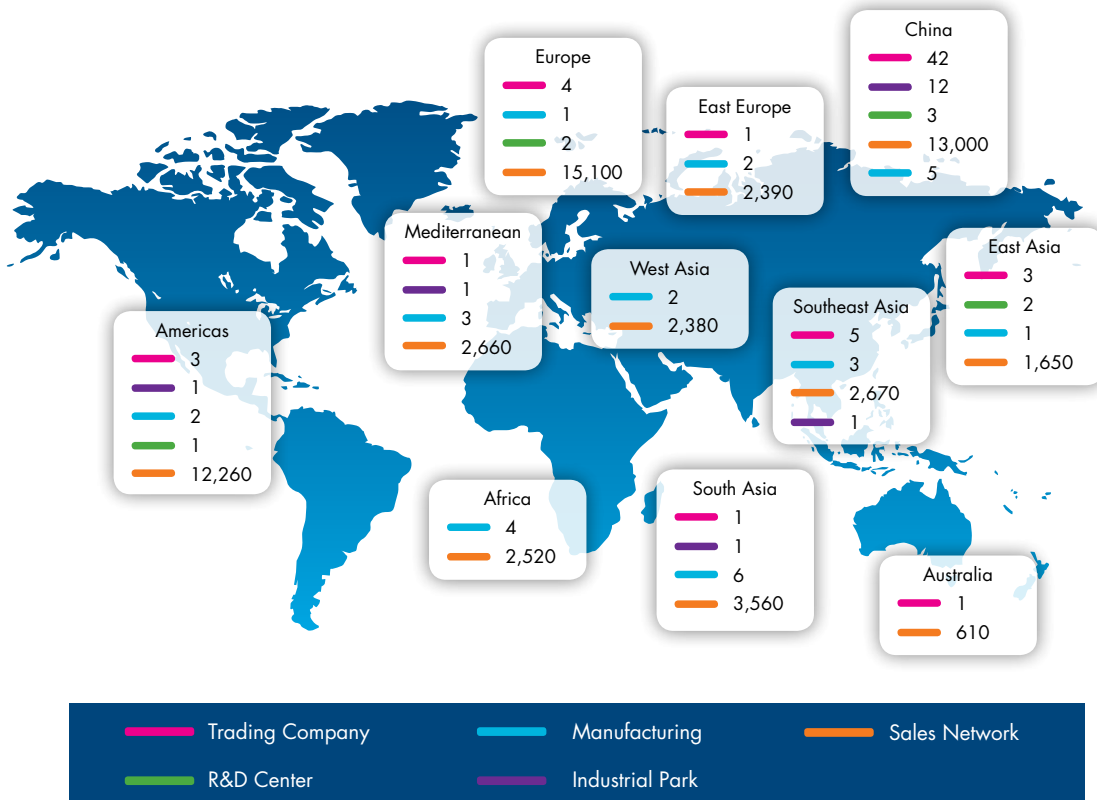 China
42
12
3
13,000
5
Europe
4
1
2
15,100
East Europe
1
2
2,390
Mediterranean
1
1
3
2,660
West Asia
2
2,380
East Asia
3
2
1
1,650
Southeast Asia
5
3
2,670
1
Americas
3
1
2
1
12,260
Africa
4
2,520
South Asia
1
1
6
3,560
Australia
1
610
Trading Company
Manufacturing
Sales Network
R&D Center
Industrial Park